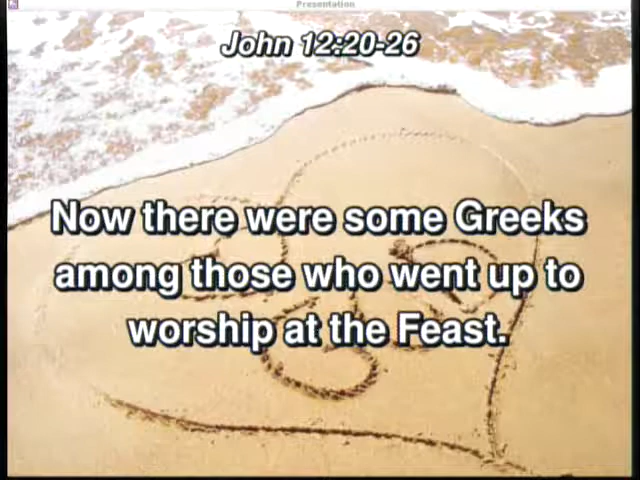 Presentation
John 12:20-26
Now there were some Greeks
among those who went up to
worship at the Feast.